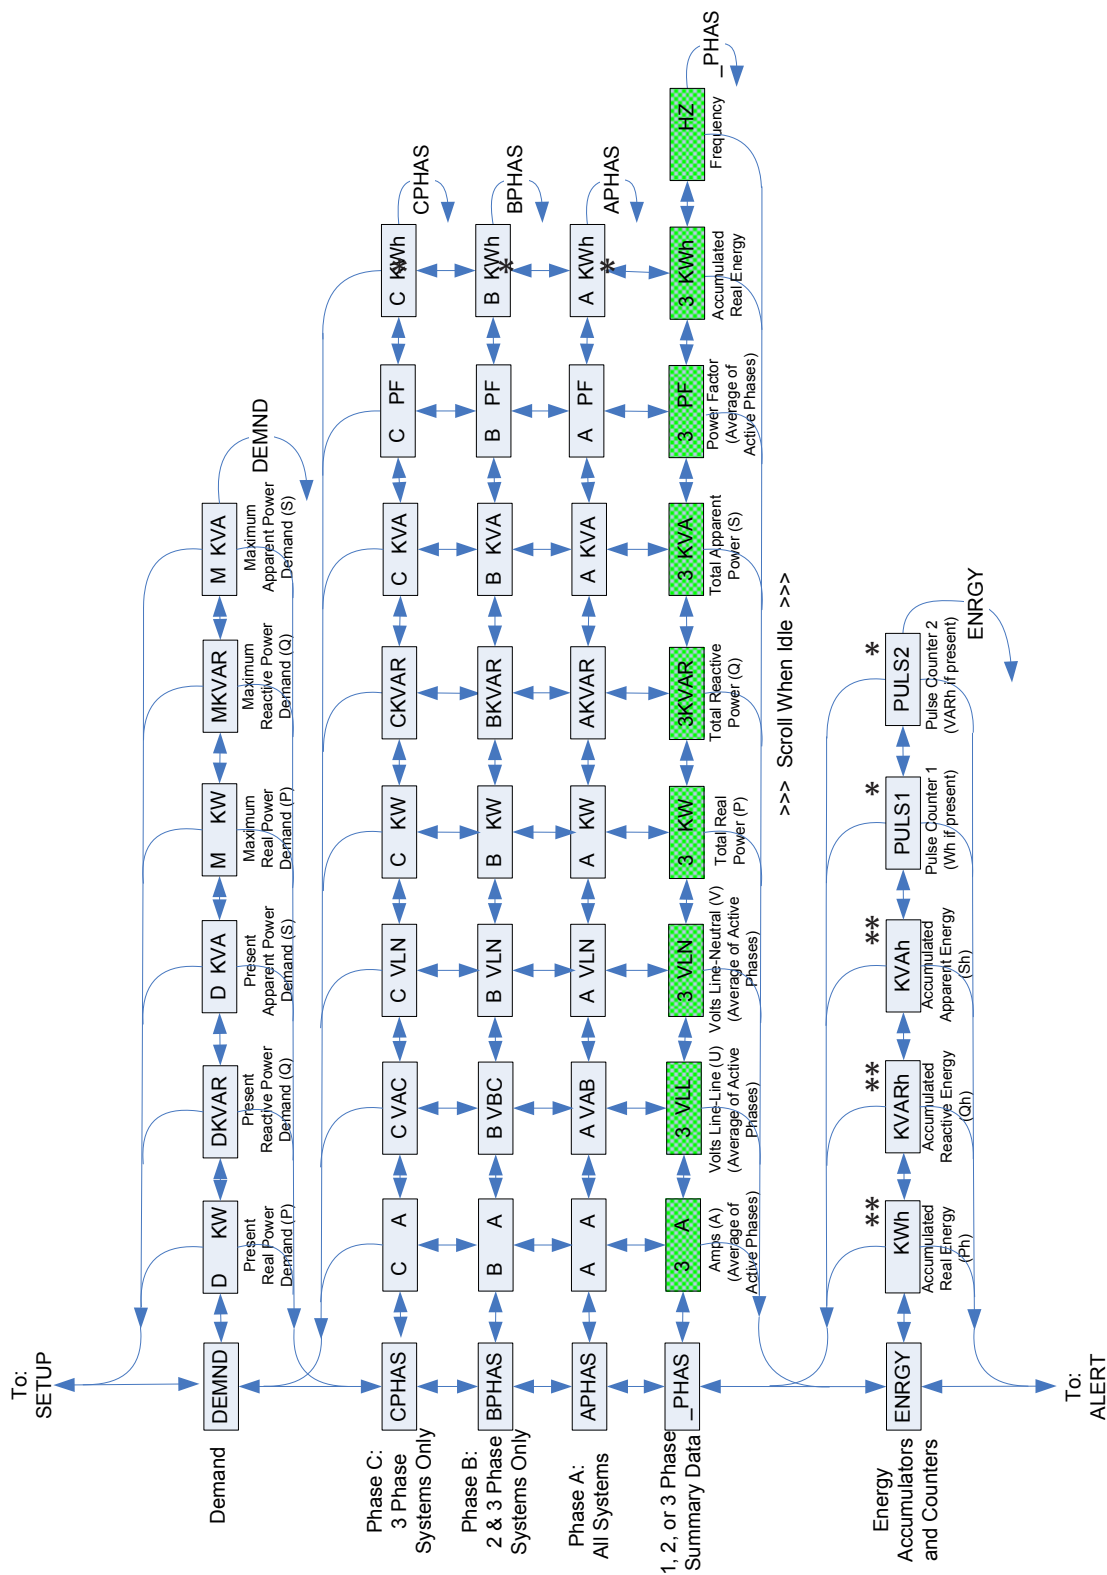 To:
SETUP
Demand
DEMND
D KW
Present
Real Power
Demand (P)
DKVAR
Present
Reactive Power
Demand (Q)
D KVA
Present
Apparent Power
Demand (S)
M KW
Maximum
Real Power
Demand (P)
MKVAR
Maximum
Reactive Power
Demand (Q)
M KVA
Maximum
Apparent Power
Demand (S)
DEMND
Phase C:
3 Phase
Systems Only
CPHAS
C A
C VAC
C VLN
C KW
CKVAR
C KVA
C PF
C KWh
*
CPHAS
Phase B:
2 & 3 Phase
Systems Only
BPHAS
B A
B VBC
B VLN
B KW
BKVAR
B KVA
B PF
B KWh
*
BPHAS
Phase A:
All Systems
APHAS
A A
A VAB
A VLN
A KW
AKVAR
A KVA
A PF
A KWh
*
APHAS
1, 2, or 3 Phase
Summary Data
_PHAS
3 A
Amps (A)
(Average of
Active Phases)
3 VLL
Volts Line-Line (U)
(Average of Active
Phases)
3 VLN
Volts Line-Neutral (V)
(Average of Active
Phases)
3 KW
Total Real
Power (P)
3KVAR
Total Reactive
Power (Q)
3 KVA
Total Apparent
Power (S)
3 PF
Power Factor
(Average of
Active Phases)
3 KWh
Accumulated
Real Energy
HZ
Frequency
_PHAS
>>> Scroll When Idle >>>
Energy
Accumulators
and Counters
ENRGY
**
KWh
Accumulated
Real Energy
(Ph)
**
KVARh
Accumulated
Reactive Energy
(Qh)
**
KVAh
Accumulated
Apparent Energy
(Sh)
*
PULS1
Pulse Counter 1
(Wh if present)
*
PULS2
Pulse Counter 2
(VARh if present)
ENRGY
To:
ALERT